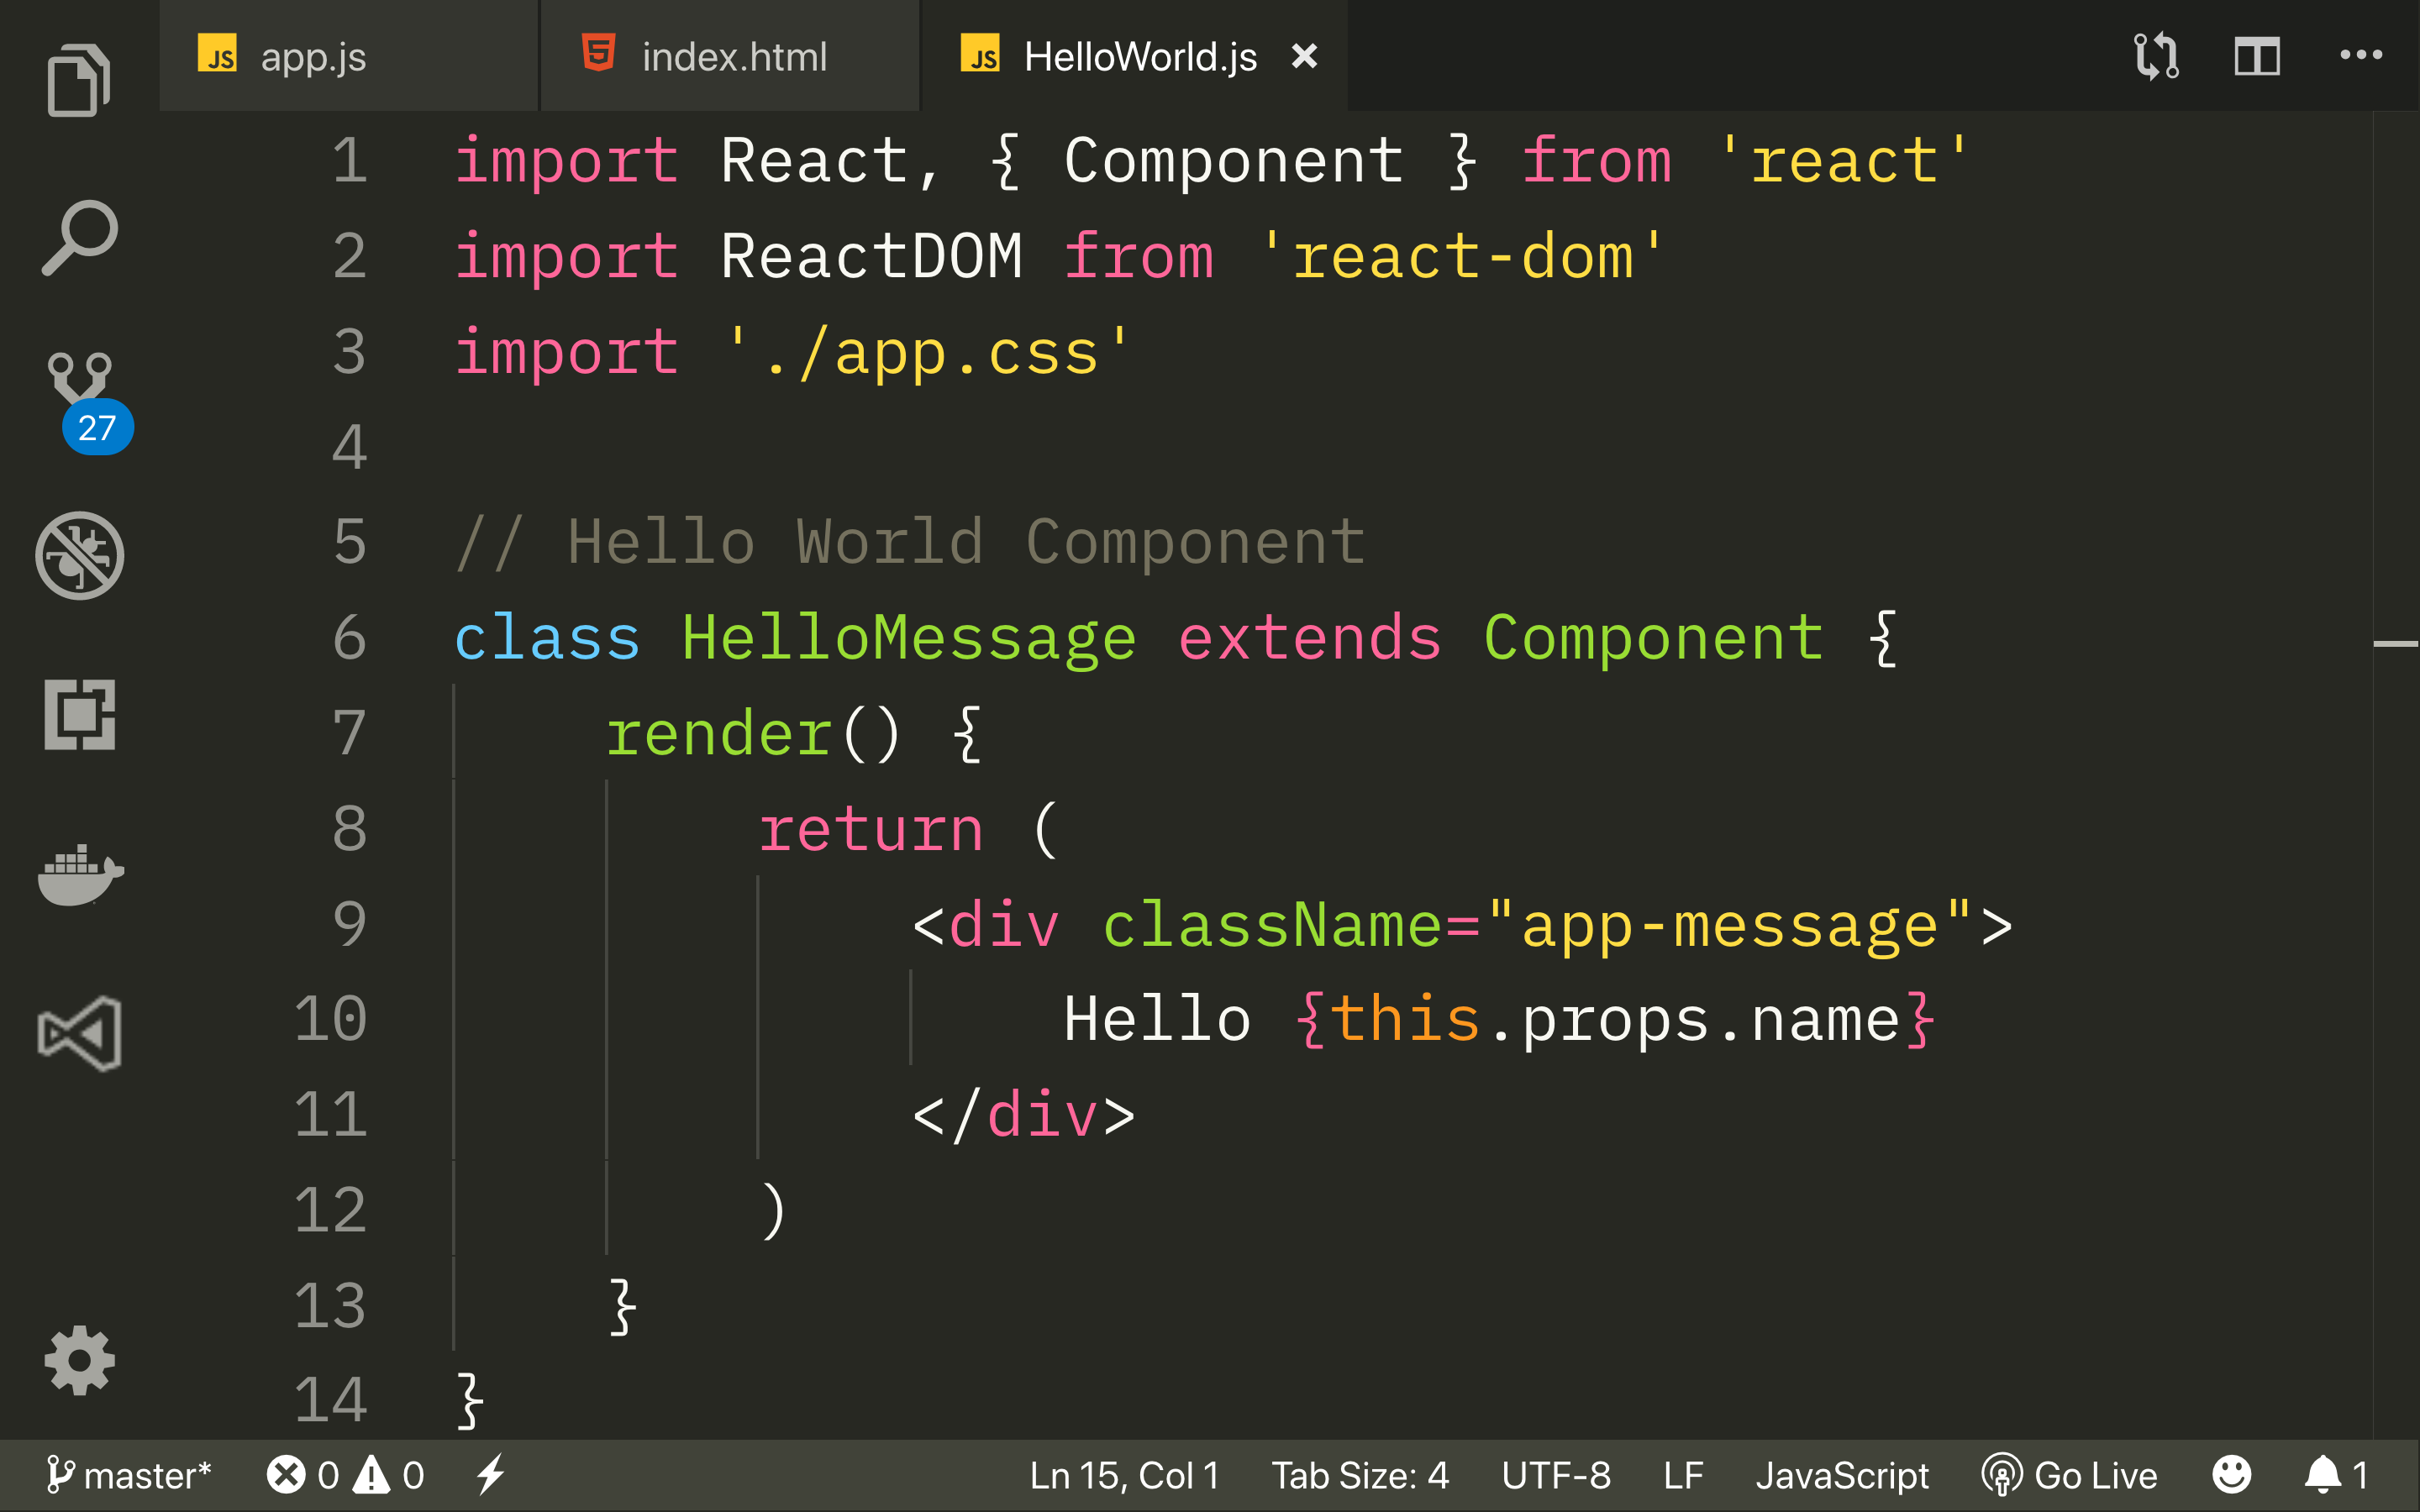 JS app.js index.html JS HelloWorld.js
1 import React, { Component } from 'react'
2 import ReactDOM from 'react-dom'
3 import './app.css'
27
4
5 // Hello World Component
6 class HelloMessage extends Component {
7     render() {
8         return (
9             <div className="app-message">
10                 Hello {this.props.name}
11             </div>
12         )
13     }
14 }
master* 0 0 Ln 15, Col 1 Tab Size: 4 UTF-8 LF JavaScript Go Live 1